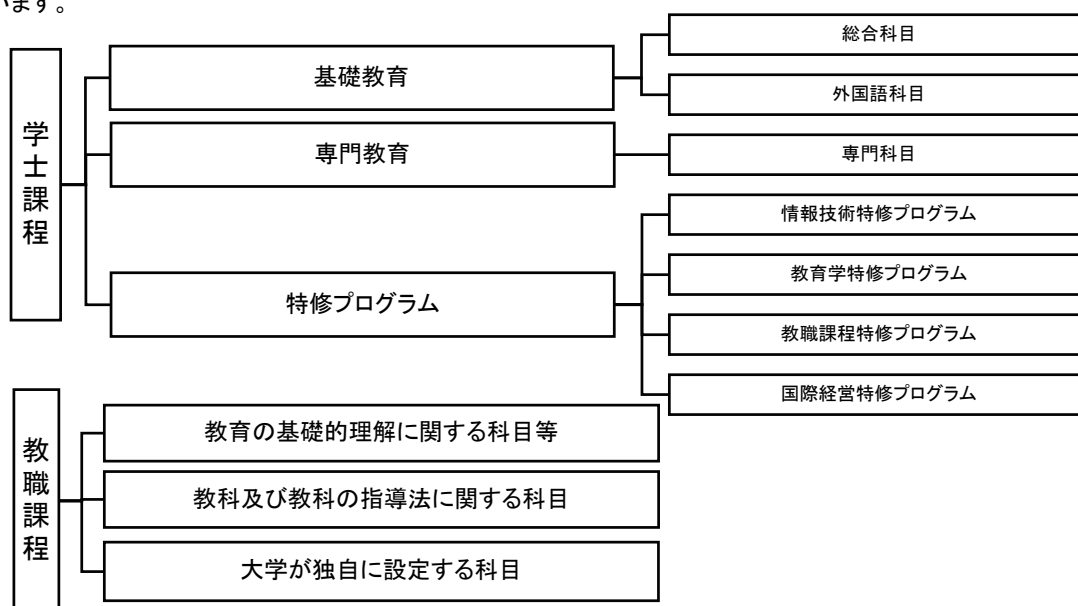 います。
学士課程
基礎教育
総合科目
外国語科目
専門教育
専門科目
特修プログラム
情報技術特修プログラム
教育学特修プログラム
教職課程特修プログラム
国際経営特修プログラム
教職課程
教育の基礎的理解に関する科目等
教科及び教科の指導法に関する科目
大学が独自に設定する科目